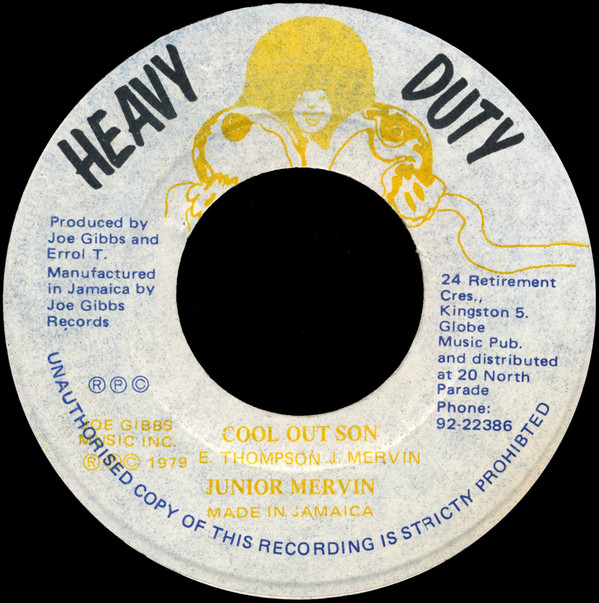 HEAVY DUTY
Produced by
Joe Gibbs and
Errol T.
Manufactured
in Jamaica by
Joe Gibbs
Records
Ⓡ Ⓟ Ⓒ
24 Retirement
Cres.,
Kingston 5.
Globe
Music Pub.
and distributed
at 20 North
Parade
Phone:
92-22386
JOE GIBBS
MUSIC INC.
Ⓡ Ⓟ Ⓒ 1979
COOL OUT SON
E. THOMPSON J. MERVIN
JUNIOR MERVIN
MADE IN JAMAICA
UNAUTHORISED COPY OF THIS RECORDING IS STRICTLY PROHIBTED